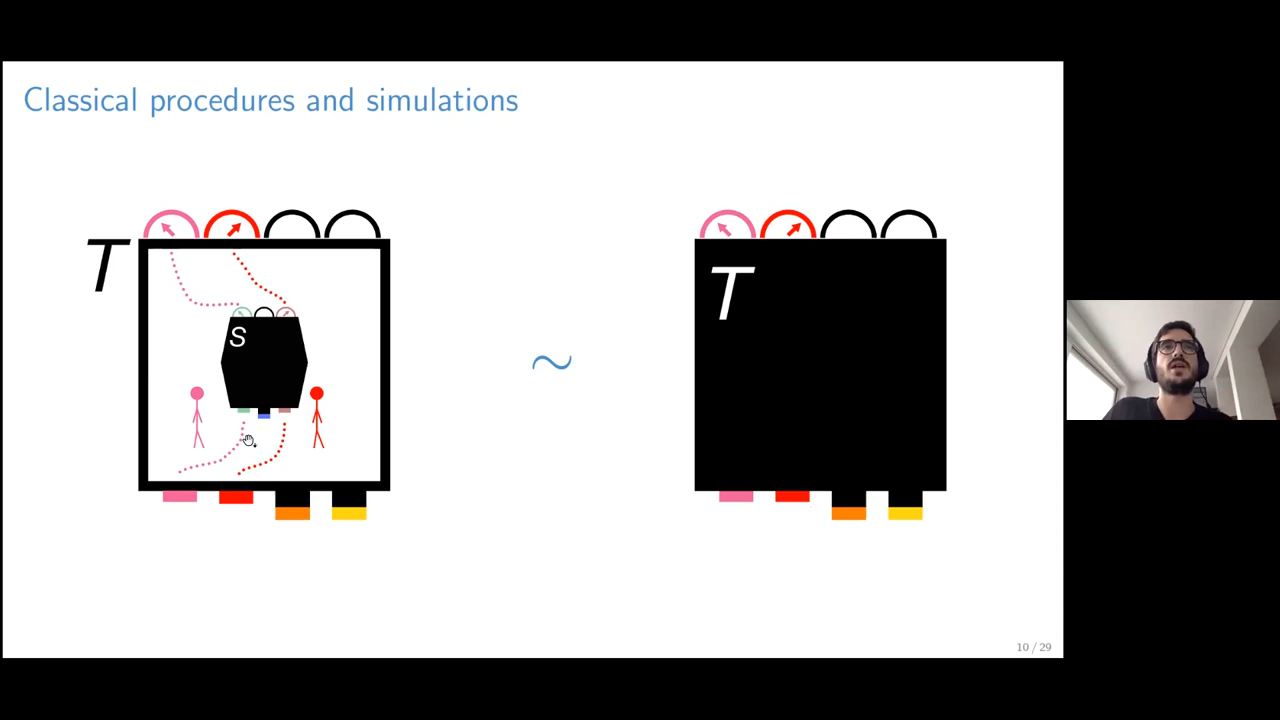 Classical procedures and simulations
T
S
~
T
10 / 29